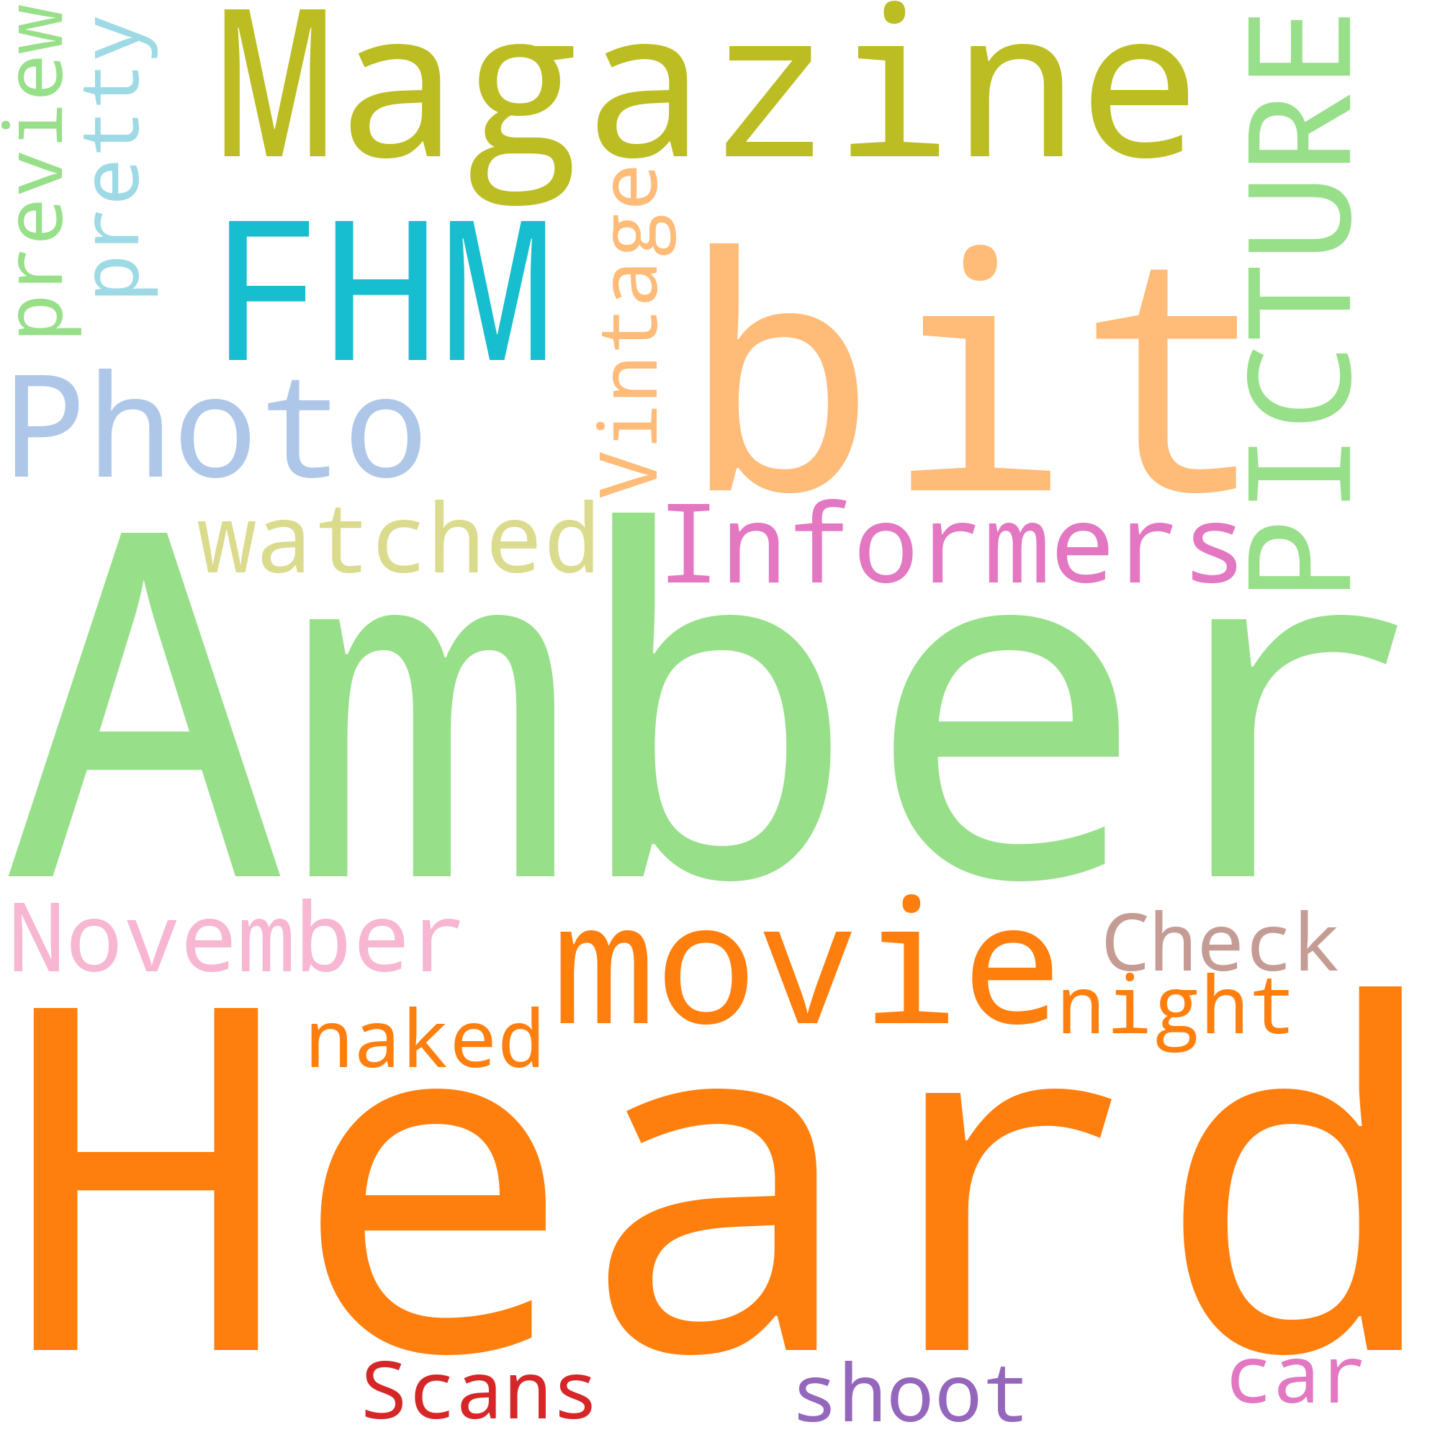 preview
pretty
Magazine
PICTURE
FHM
Vintage
bit
Photo
watched
Informers
Amber
November
movie
Check
night
naked
Heard
Scans
shoot
car